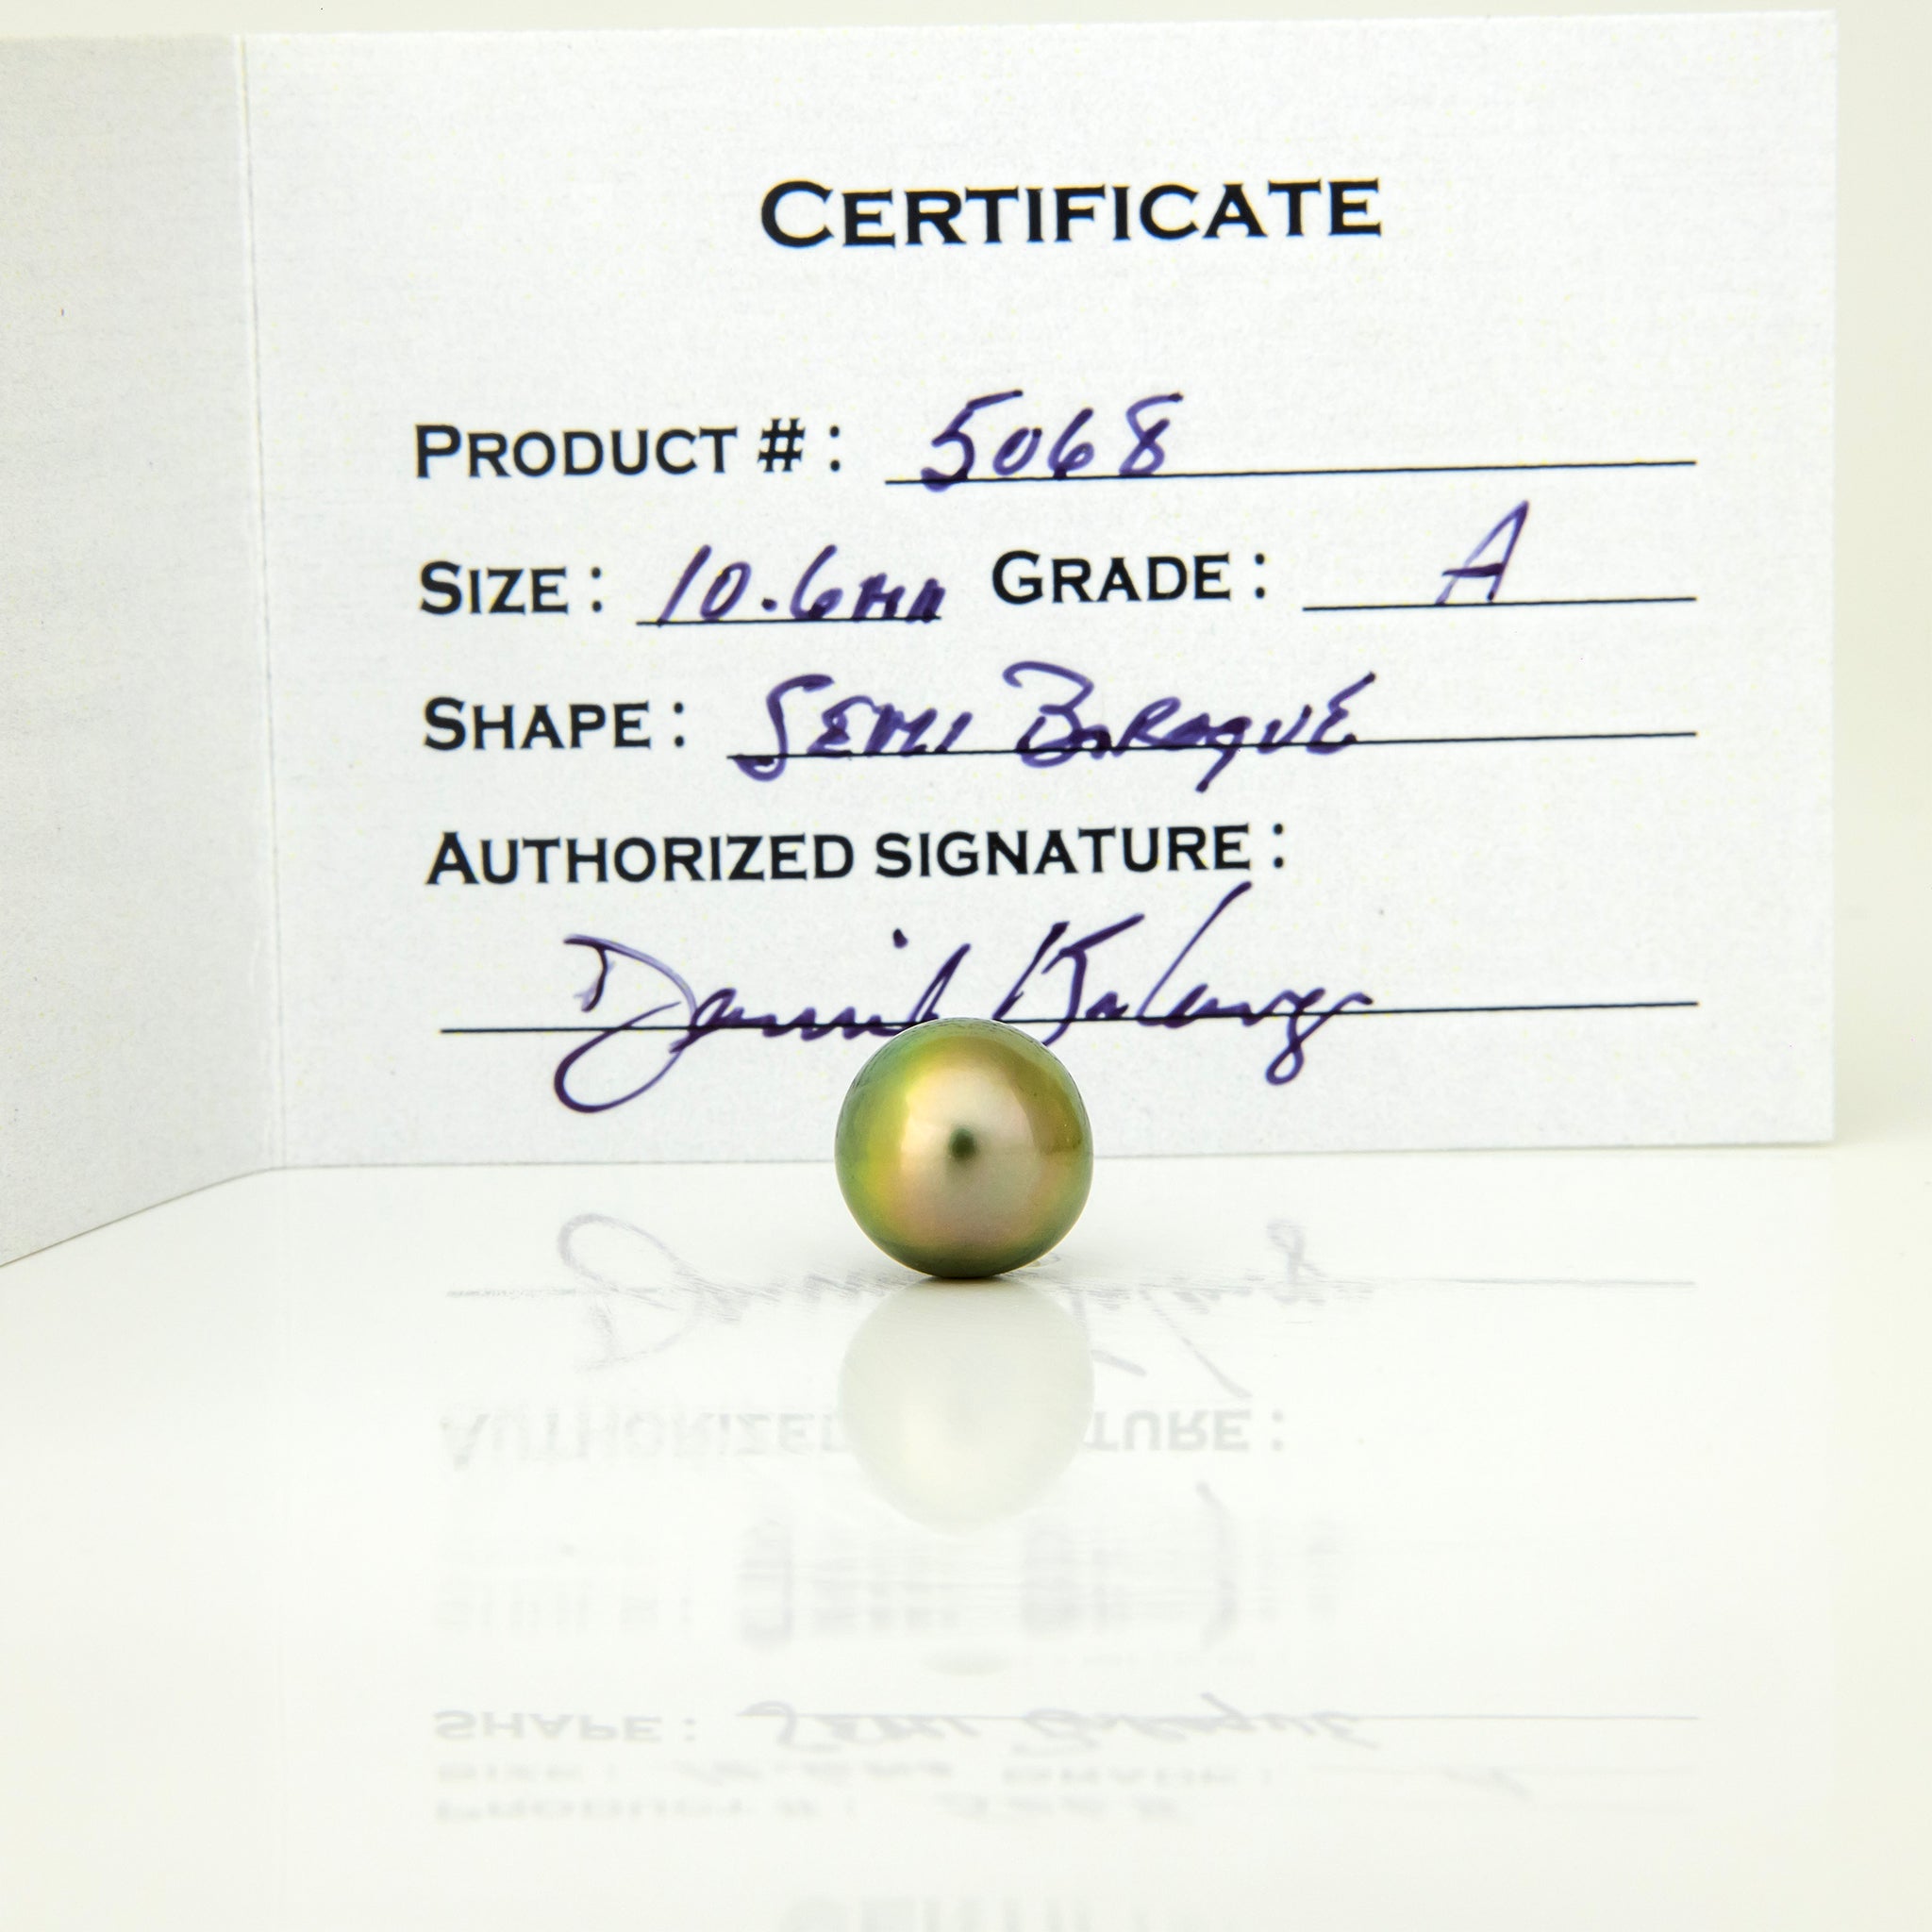 CERTIFICATE
PRODUCT #: 5068
SIZE: 10.6mm GRADE: A
SHAPE: SEMI BAROQUE
AUTHORIZED SIGNATURE: